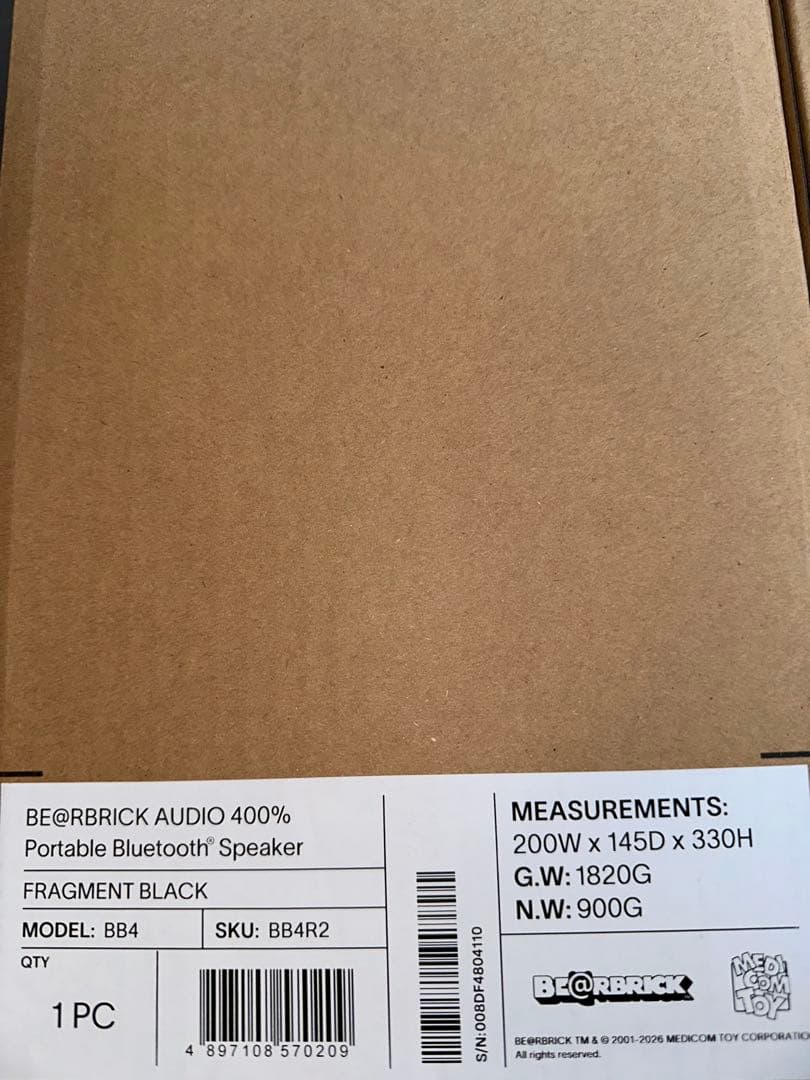 BE@RBRICK AUDIO 400%
Portable Bluetooth® Speaker
FRAGMENT BLACK
MODEL: BB4
SKU: BB4R2
QTY
1 PC
4 897108 570209
S/N:008DF4804110
MEASUREMENTS:
200W x 145D x 330H
G.W: 1820G
N.W: 900G
BE@RBRICK
MEDI
COM
TOY
BE@RBRICK TM & © 2001-2026 MEDICOM TOY CORPORATIO
All rights reserved.